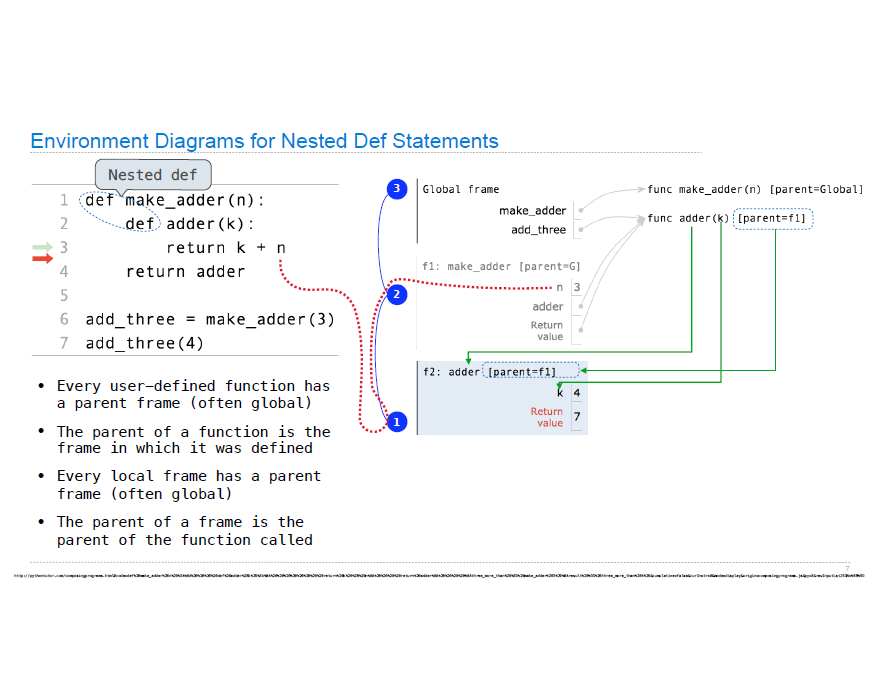 Environment Diagrams for Nested Def Statements
Nested def
1 def make_adder(n):
2 def adder(k):
3 return k + n
4 return adder
5
6 add_three = make_adder(3)
7 add_three(4)
• Every user–defined function has
a parent frame (often global)
• The parent of a function is the
frame in which it was defined
• Every local frame has a parent
frame (often global)
• The parent of a frame is the
parent of the function called
3
Global frame
make_adder
add_three
func make_adder(n) [parent=Global]
func adder(k) [parent=f1]
2
f1: make_adder [parent=G]
n 3
adder
Return
value
1
f2: adder [parent=f1]
k 4
Return
value 7
7